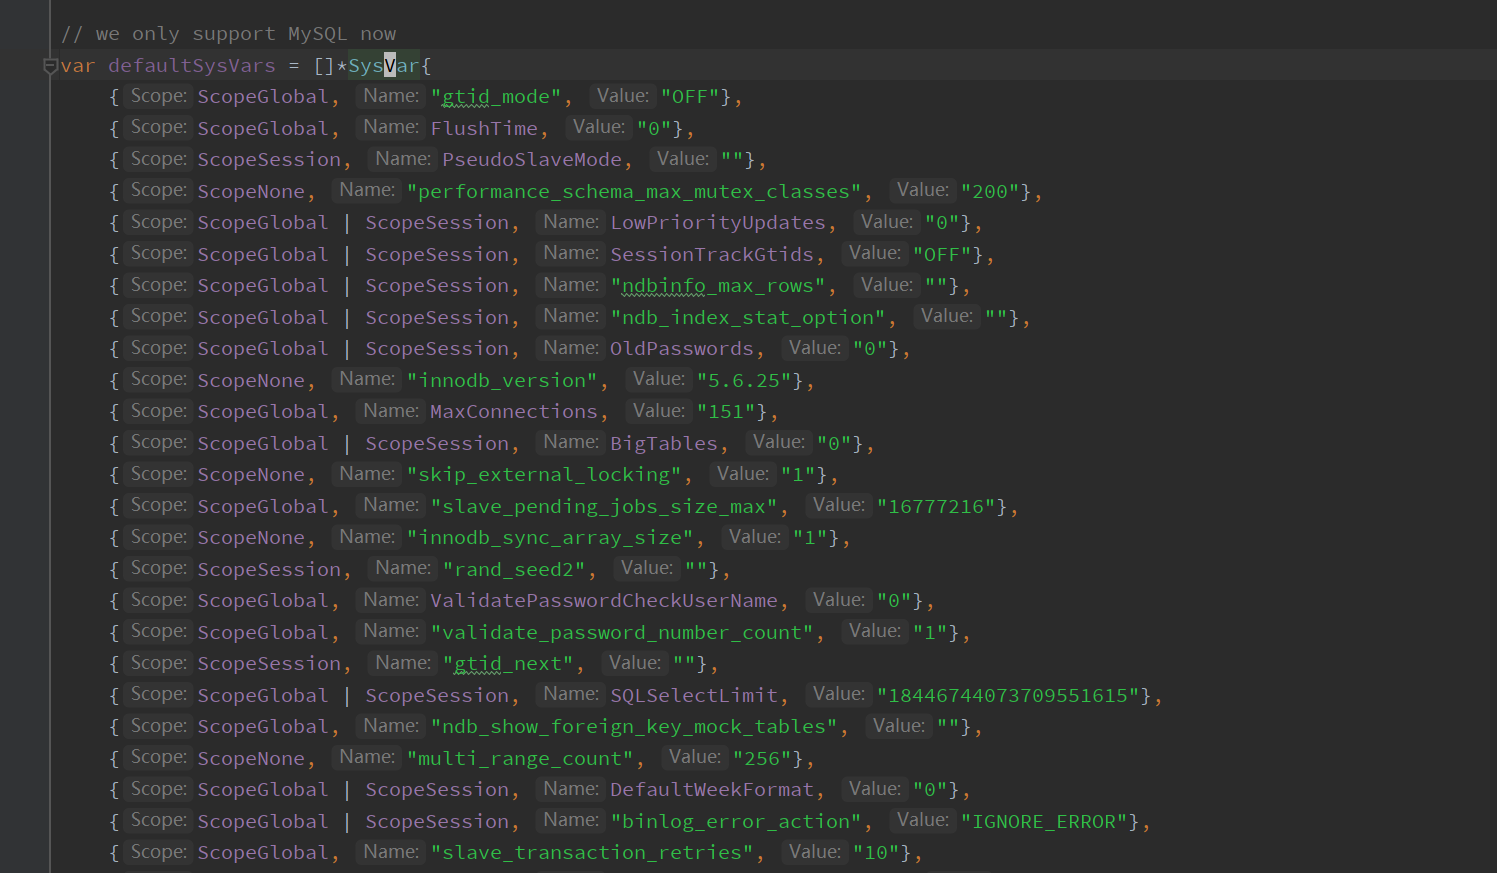 // we only support MySQL now
var defaultSysVars = []*SysVar{
{ Scope: ScopeGlobal, Name: "gtid_mode", Value: "OFF"},
{ Scope: ScopeGlobal, Name: FlushTime, Value: "0"},
{ Scope: ScopeSession, Name: PseudoSlaveMode, Value: ""},
{ Scope: ScopeNone, Name: "performance_schema_max_mutex_classes", Value: "200"},
{ Scope: ScopeGlobal | ScopeSession, Name: LowPriorityUpdates, Value: "0"},
{ Scope: ScopeGlobal | ScopeSession, Name: SessionTrackGtids, Value: "OFF"},
{ Scope: ScopeGlobal | ScopeSession, Name: "ndbinfo_max_rows", Value: ""},
{ Scope: ScopeGlobal | ScopeSession, Name: "ndb_index_stat_option", Value: ""},
{ Scope: ScopeGlobal | ScopeSession, Name: OldPasswords, Value: "0"},
{ Scope: ScopeNone, Name: "innodb_version", Value: "5.6.25"},
{ Scope: ScopeGlobal, Name: MaxConnections, Value: "151"},
{ Scope: ScopeGlobal | ScopeSession, Name: BigTables, Value: "0"},
{ Scope: ScopeNone, Name: "skip_external_locking", Value: "1"},
{ Scope: ScopeGlobal, Name: "slave_pending_jobs_size_max", Value: "16777216"},
{ Scope: ScopeNone, Name: "innodb_sync_array_size", Value: "1"},
{ Scope: ScopeSession, Name: "rand_seed2", Value: ""},
{ Scope: ScopeGlobal, Name: ValidatePasswordCheckUserName, Value: "0"},
{ Scope: ScopeGlobal, Name: "validate_password_number_count", Value: "1"},
{ Scope: ScopeSession, Name: "gtid_next", Value: ""},
{ Scope: ScopeGlobal | ScopeSession, Name: SQLSelectLimit, Value: "18446744073709551615"},
{ Scope: ScopeGlobal, Name: "ndb_show_foreign_key_mock_tables", Value: ""},
{ Scope: ScopeNone, Name: "multi_range_count", Value: "256"},
{ Scope: ScopeGlobal | ScopeSession, Name: DefaultWeekFormat, Value: "0"},
{ Scope: ScopeGlobal | ScopeSession, Name: "binlog_error_action", Value: "IGNORE_ERROR"},
{ Scope: ScopeGlobal, Name: "slave_transaction_retries", Value: "10"},